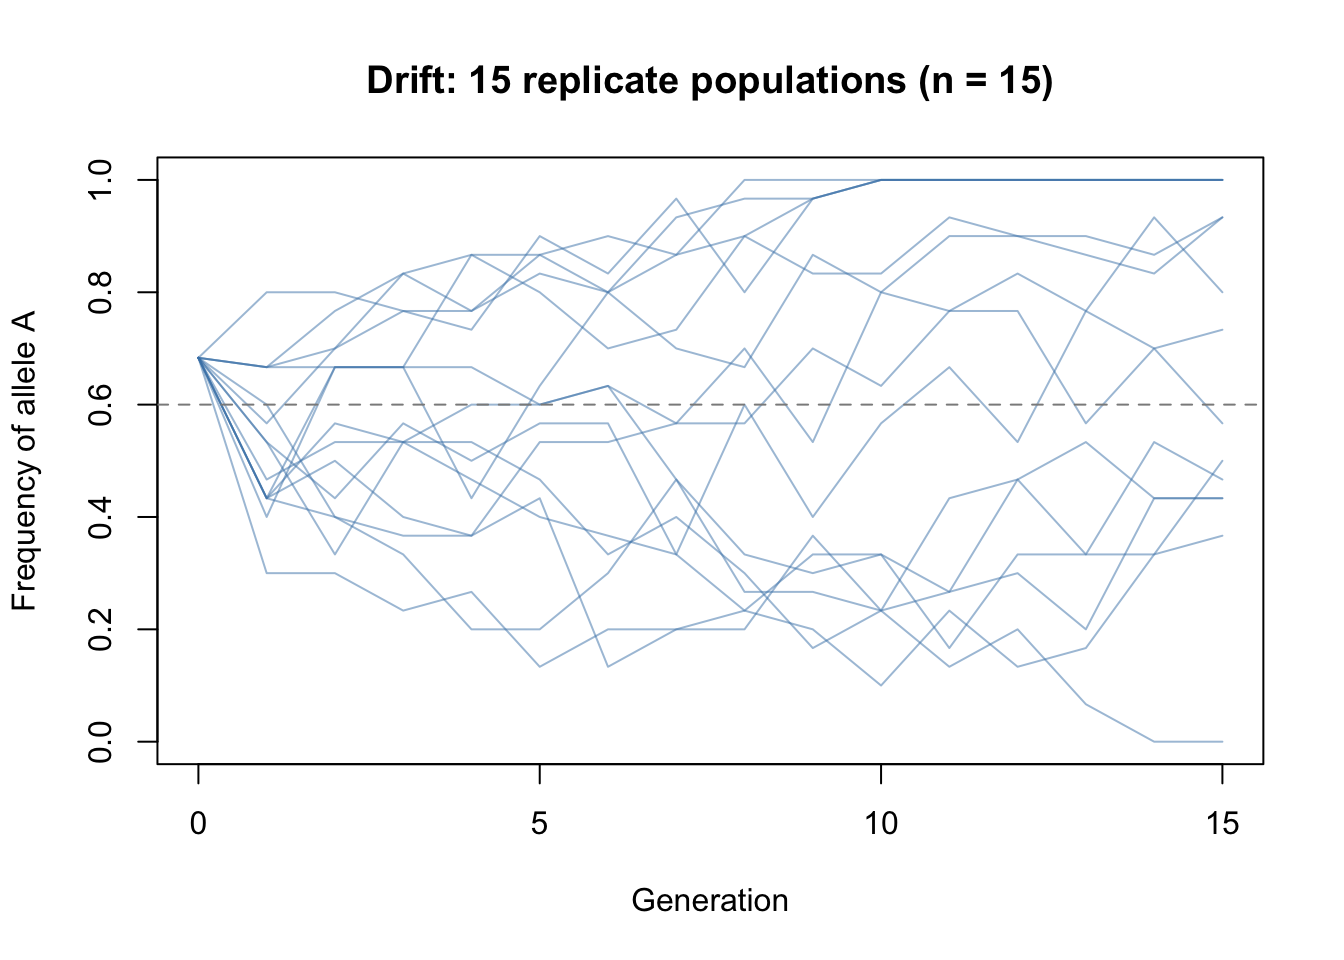 Drift: 15 replicate populations (n = 15)
Frequency of allele A
1.0
0.8
0.6
0.4
0.2
0.0
0 5 10 15
Generation